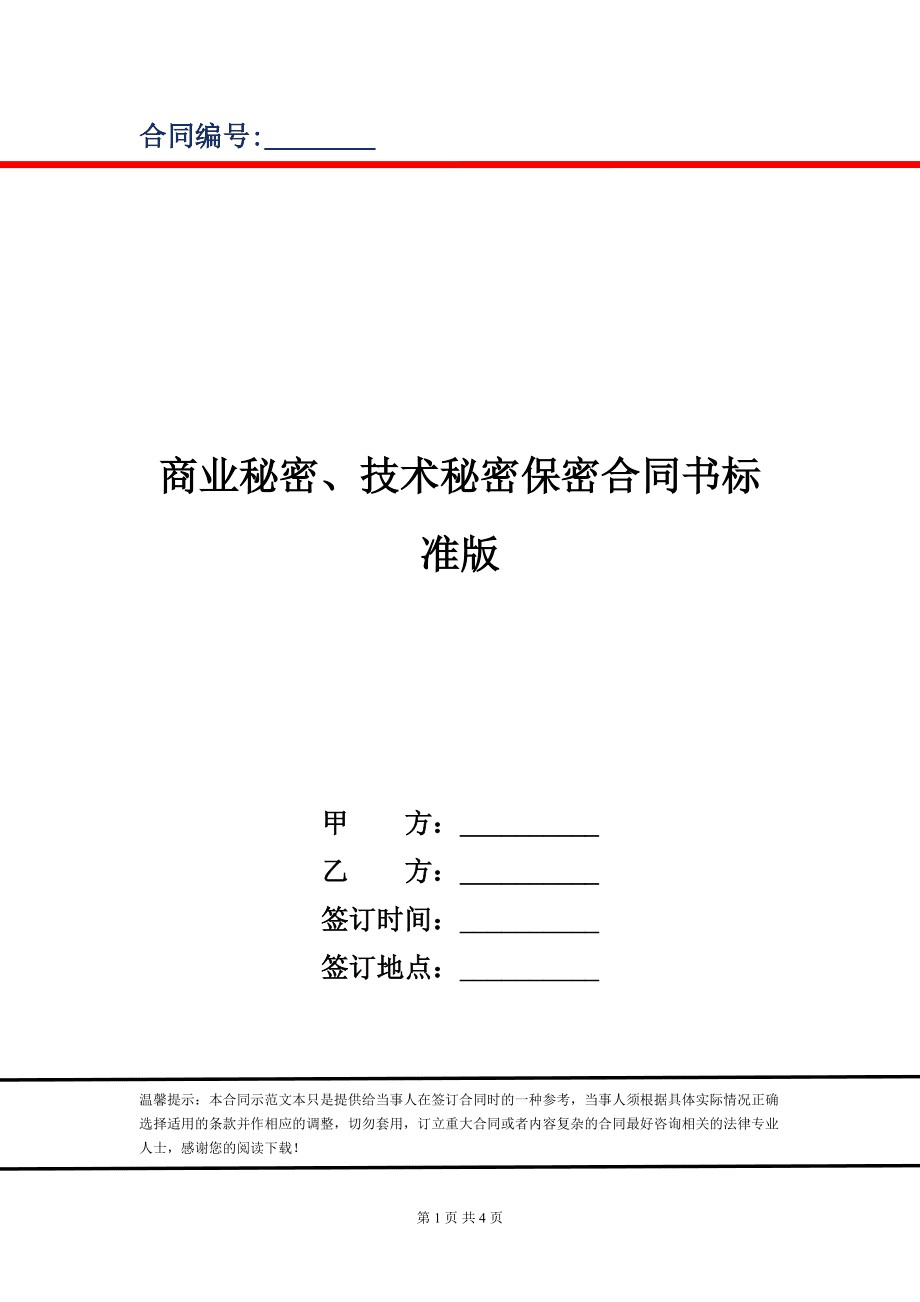 合同编号:________
商业秘密、技术秘密保密合同书标
准版
甲　　方：__________
乙　　方：__________
签订时间：__________
签订地点：__________
温馨提示：本合同示范文本只是提供给当事人在签订合同时的一种参考，当事人须根据具体实际情况正确
选择适用的条款并作相应的调整，切勿套用，订立重大合同或者内容复杂的合同最好咨询相关的法律专业
人士，感谢您的阅读下载！
第 1 页 共 4 页